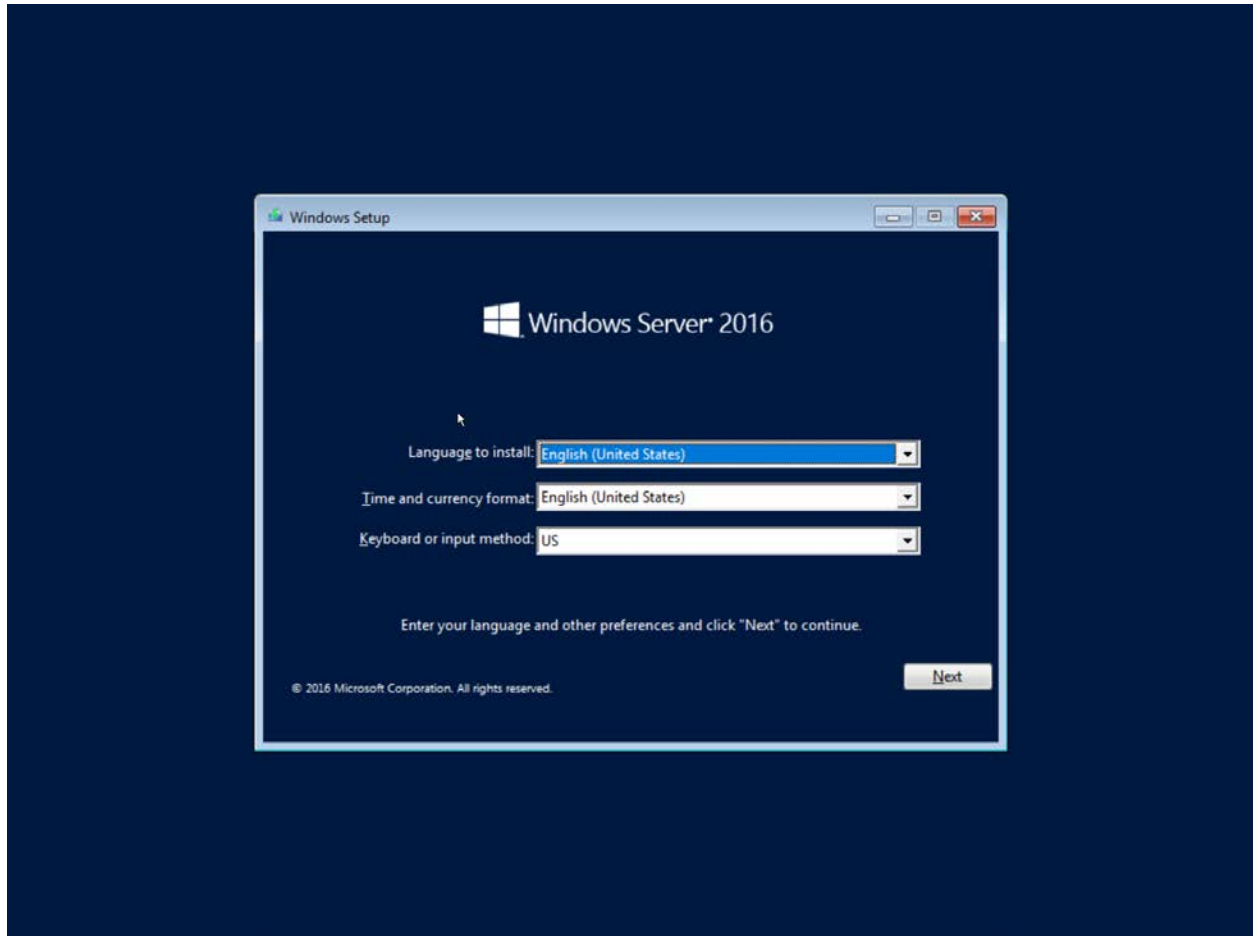 Windows Setup
Windows Server® 2016
Language to install: English (United States)
Time and currency format: English (United States)
Keyboard or input method: US
Enter your language and other preferences and click "Next" to continue.
Next
© 2016 Microsoft Corporation. All rights reserved.